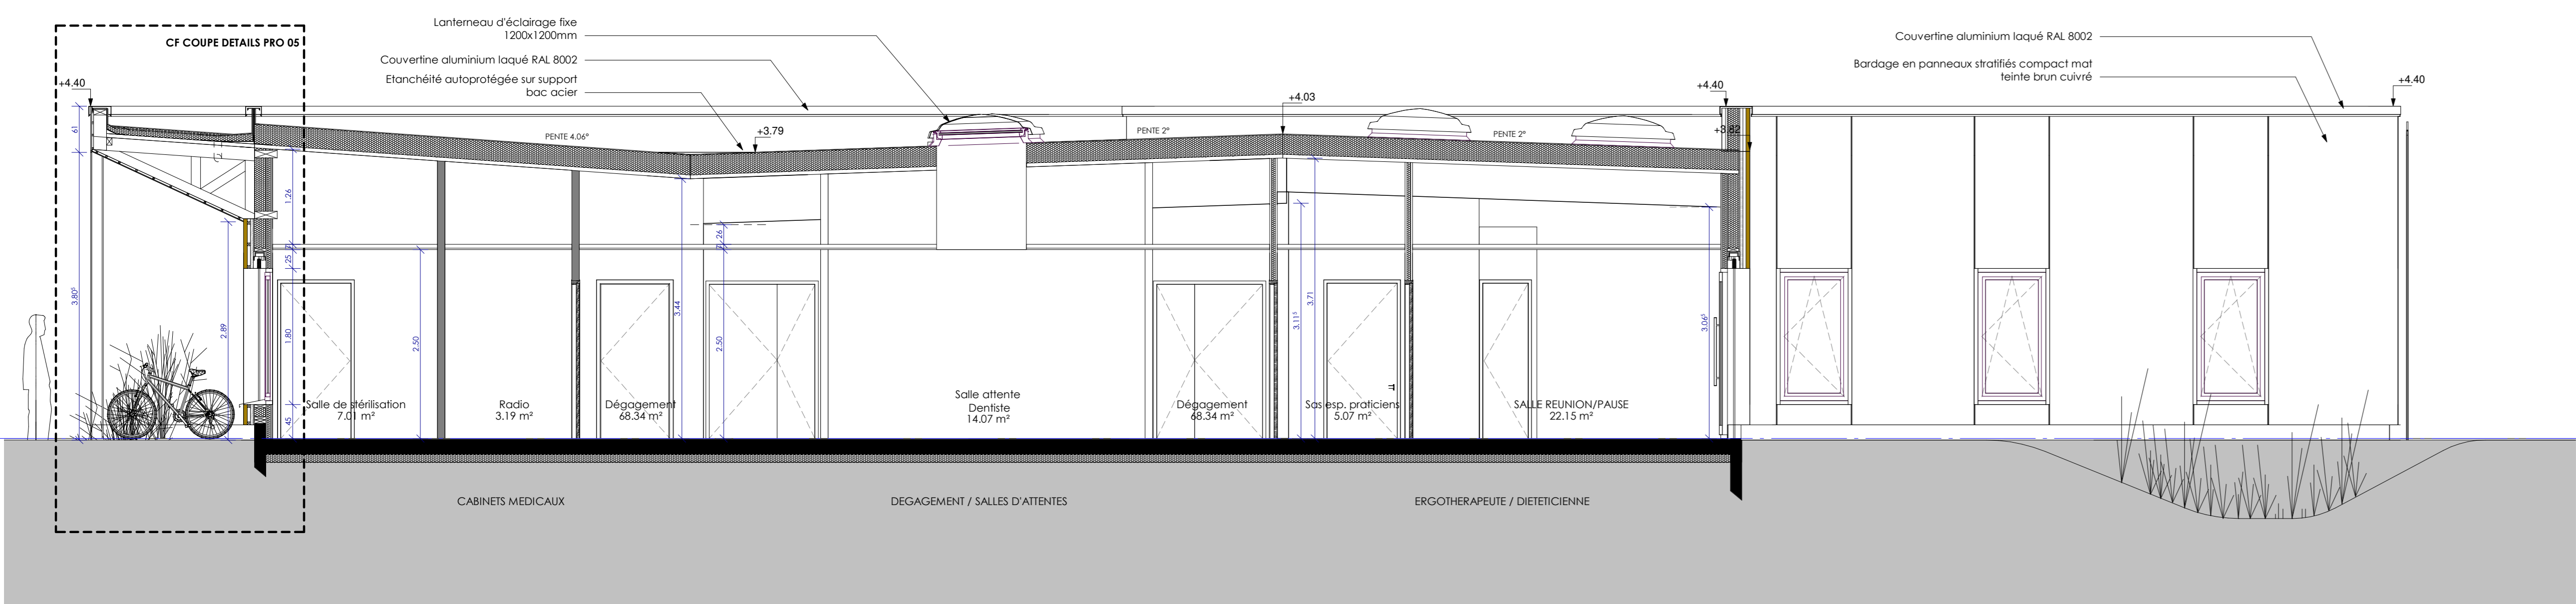 Lanterneau d'éclairage fixe
1200x1200mm
CF COUPE DETAILS PRO 05
Couvertine aluminium laqué RAL 8002
Couvertine aluminium laqué RAL 8002
Etanchéité autoprotégée sur support
bac acier
Bardage en panneaux stratifiés compact mat
teinte brun cuivré
+4.40
+4.40
+4.40
+4.03
+3.79
+3.82
PENTE 4.06°
PENTE 2°
PENTE 2°
61
1.26
25
1.80
45
3.80⁵
2.89
2.50
3.44
26
2.50
3.11⁵
3.71
3.06⁵
Salle de stérilisation
7.01 m²
Radio
3.19 m²
Dégagement
68.34 m²
Salle attente
Dentiste
14.07 m²
Dégagement
68.34 m²
Sas esp. praticiens
5.07 m²
SALLE REUNION/PAUSE
22.15 m²
CABINETS MEDICAUX
DEGAGEMENT / SALLES D'ATTENTES
ERGOTHERAPEUTE / DIETETICIENNE